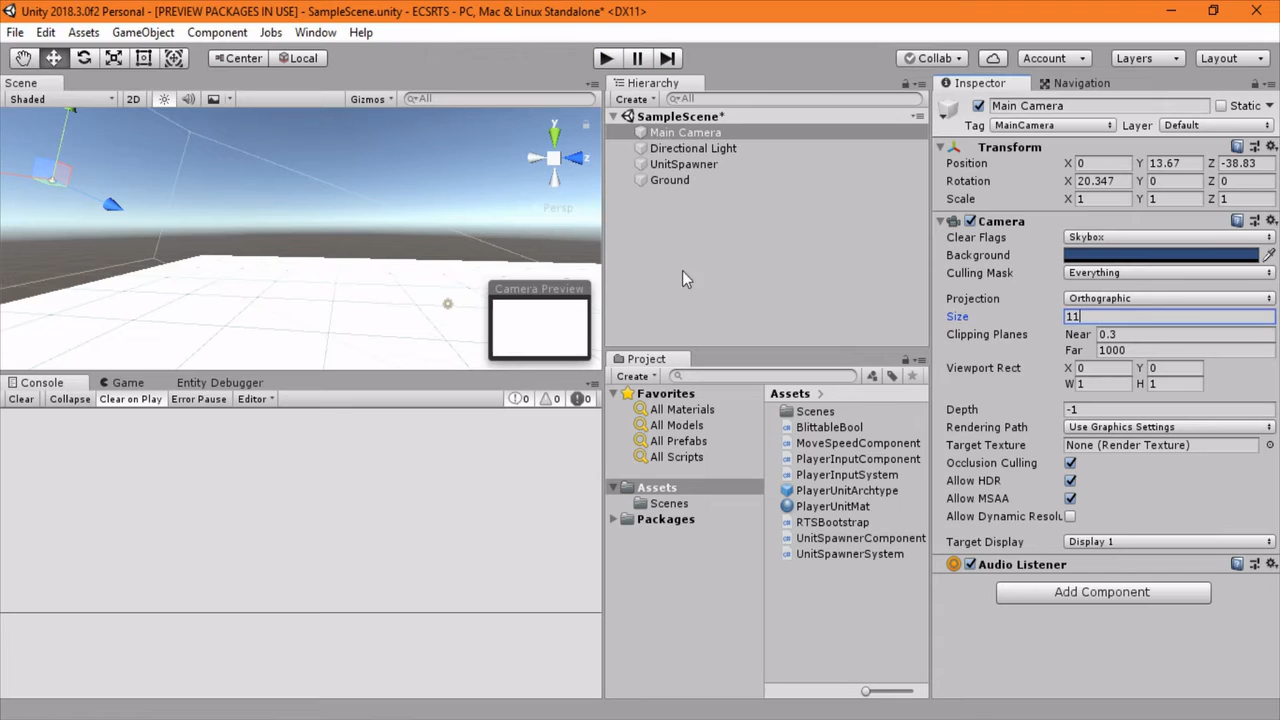 Unity 2018.3.0f2 Personal - [PREVIEW PACKAGES IN USE] - SampleScene.unity - ECSRTS - PC, Mac & Linux Standalone* <DX11>
File Edit Assets GameObject Component Jobs Window Help
Center Local Collab Account Layers Layout
Scene
Shaded 2D Gizmos All
y
z
Persp
Camera Preview
Hierarchy
Create All
SampleScene*
Main Camera
Directional Light
UnitSpawner
Ground
Console Game Entity Debugger
Clear Collapse Clear on Play Error Pause Editor 0 0 0
Project
Create
Favorites
All Materials
All Models
All Prefabs
All Scripts
Assets
Scenes
Packages
Assets
Scenes
BlittableBool
MoveSpeedComponent
PlayerInputComponent
PlayerInputSystem
PlayerUnitArchtype
PlayerUnitMat
RTSBootstrap
UnitSpawnerComponent
UnitSpawnerSystem
Inspector Navigation
Main Camera Static
Tag MainCamera Layer Default
Transform
Position X 0 Y 13.67 Z -38.83
Rotation X 20.347 Y 0 Z 0
Scale X 1 Y 1 Z 1
Camera
Clear Flags Skybox
Background
Culling Mask Everything
Projection Orthographic
Size 11
Clipping Planes Near 0.3
Far 1000
Viewport Rect X 0 Y 0
W 1 H 1
Depth -1
Rendering Path Use Graphics Settings
Target Texture None (Render Texture)
Occlusion Culling
Allow HDR
Allow MSAA
Allow Dynamic Resolu
Target Display Display 1
Audio Listener
Add Component